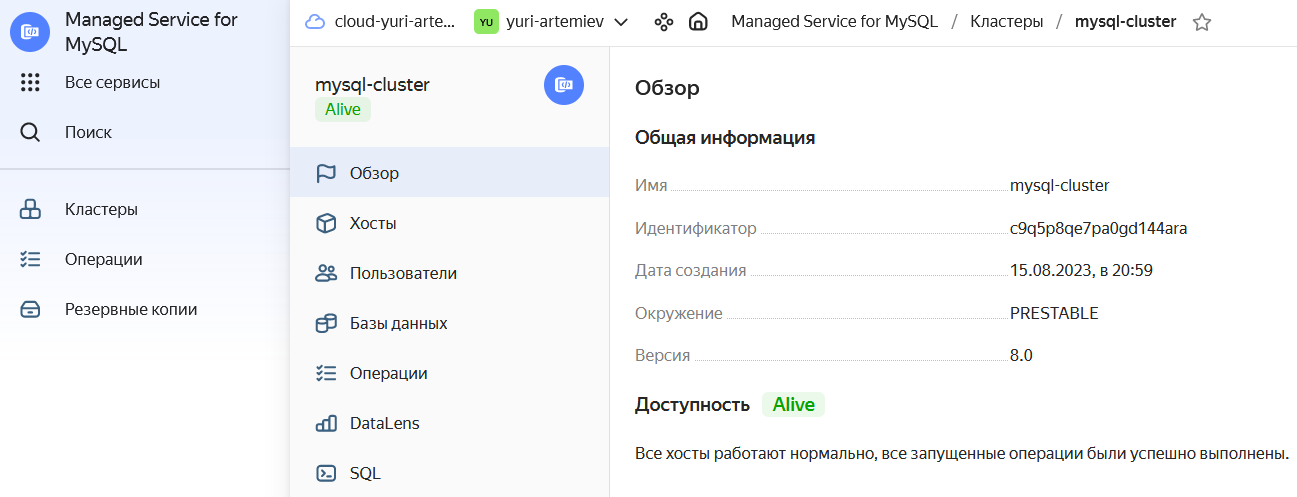 Managed Service for
MySQL
Все сервисы
Поиск
Кластеры
Операции
Резервные копии
cloud-yuri-arte... YU yuri-artemiev Managed Service for MySQL / Кластеры / mysql-cluster
mysql-cluster
Alive
Обзор
Хосты
Пользователи
Базы данных
Операции
DataLens
SQL
Обзор
Общая информация
Имя mysql-cluster
Идентификатор c9q5p8qe7pa0gd144ara
Дата создания 15.08.2023, в 20:59
Окружение PRESTABLE
Версия 8.0
Доступность Alive
Все хосты работают нормально, все запущенные операции были успешно выполнены.